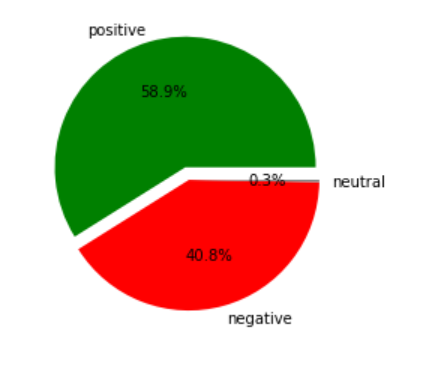 positive
58.9%
0.3%
neutral
40.8%
negative